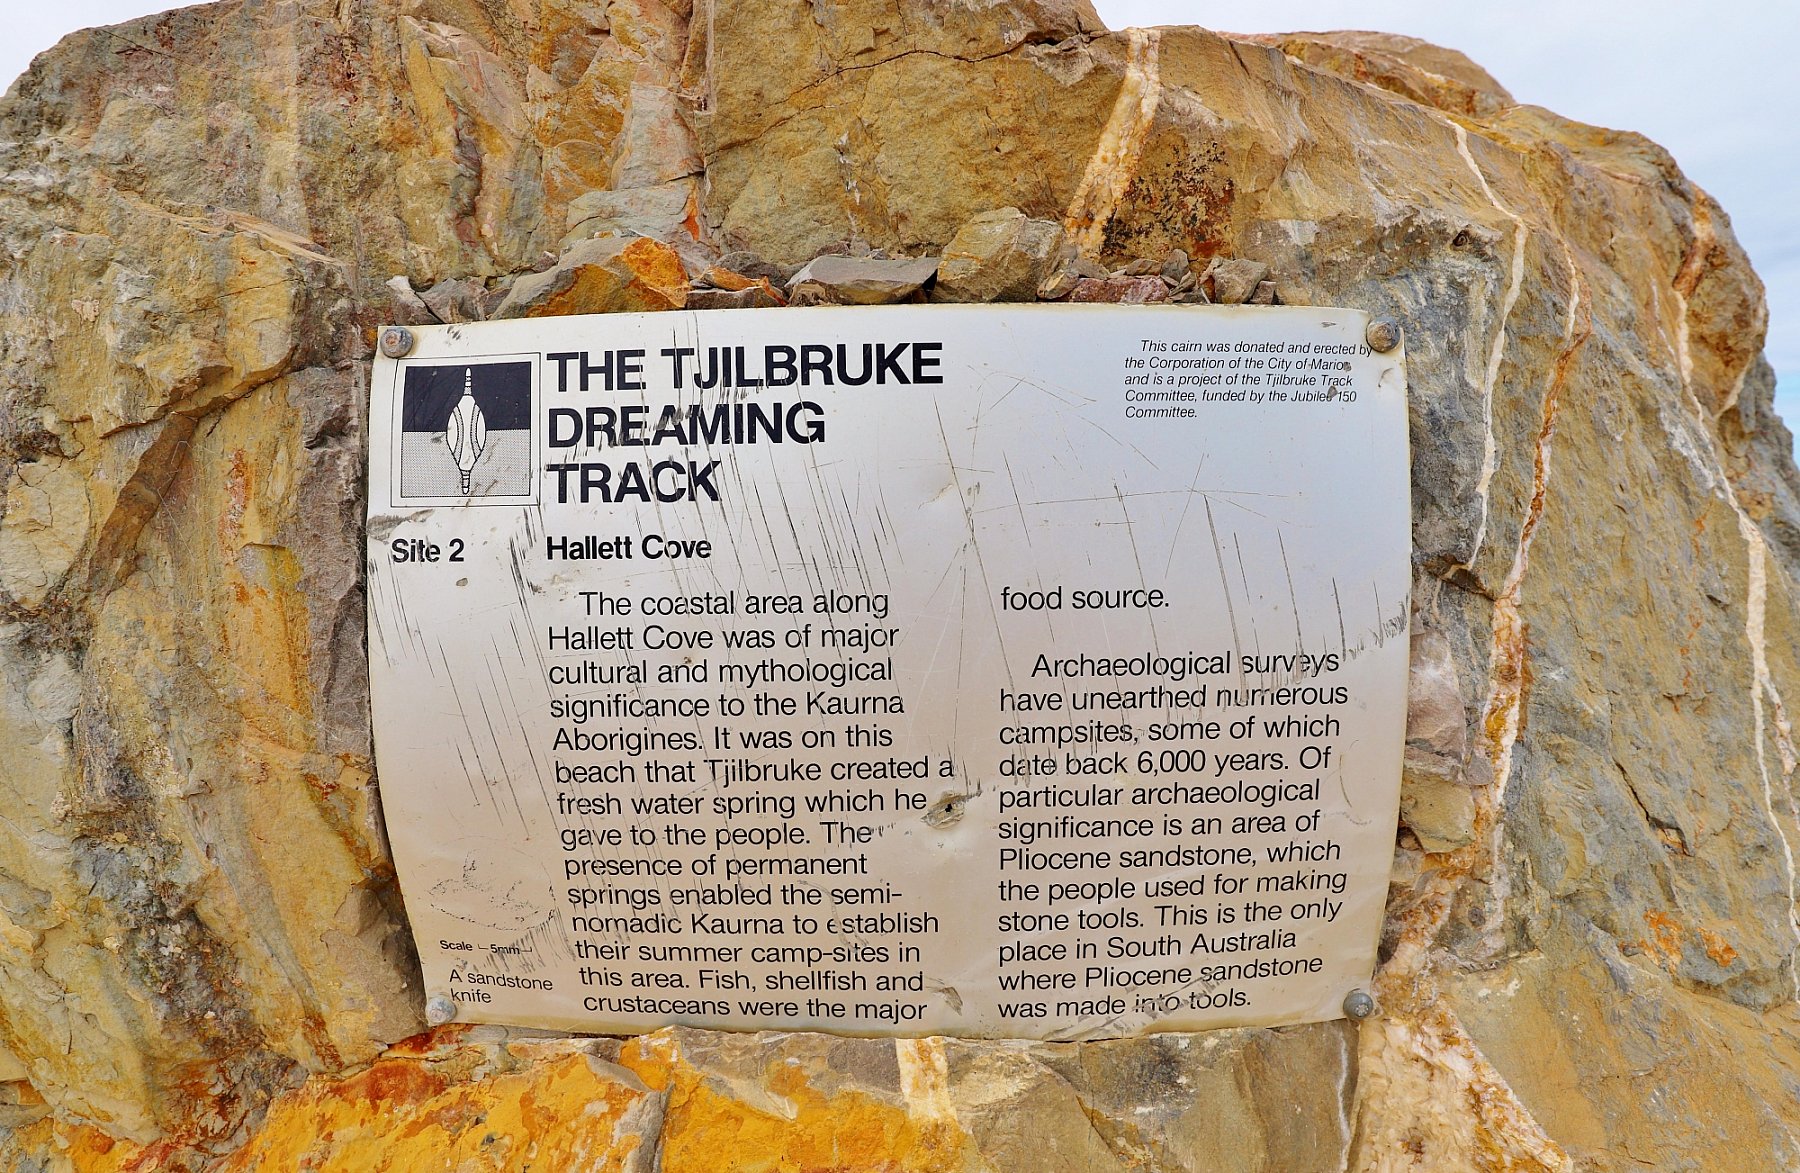 THE TJILBRUKE
DREAMING
TRACK
This cairn was donated and erected by
the Corporation of the City of Marion
and is a project of the Tjilbruke Track
Committee, funded by the Jubilee 150
Committee.
Site 2
Hallett Cove
The coastal area along
Hallett Cove was of major
cultural and mythological
significance to the Kaurna
Aborigines. It was on this
beach that Tjilbruke created a
fresh water spring which he
gave to the people. The
presence of permanent
springs enabled the semi-
nomadic Kaurna to establish
their summer camp-sites in
this area. Fish, shellfish and
crustaceans were the major
food source.
Archaeological surveys
have unearthed numerous
campsites, some of which
date back 6,000 years. Of
particular archaeological
significance is an area of
Pliocene sandstone, which
the people used for making
stone tools. This is the only
place in South Australia
where Pliocene sandstone
was made into tools.
Scale 5mm
A sandstone
knife